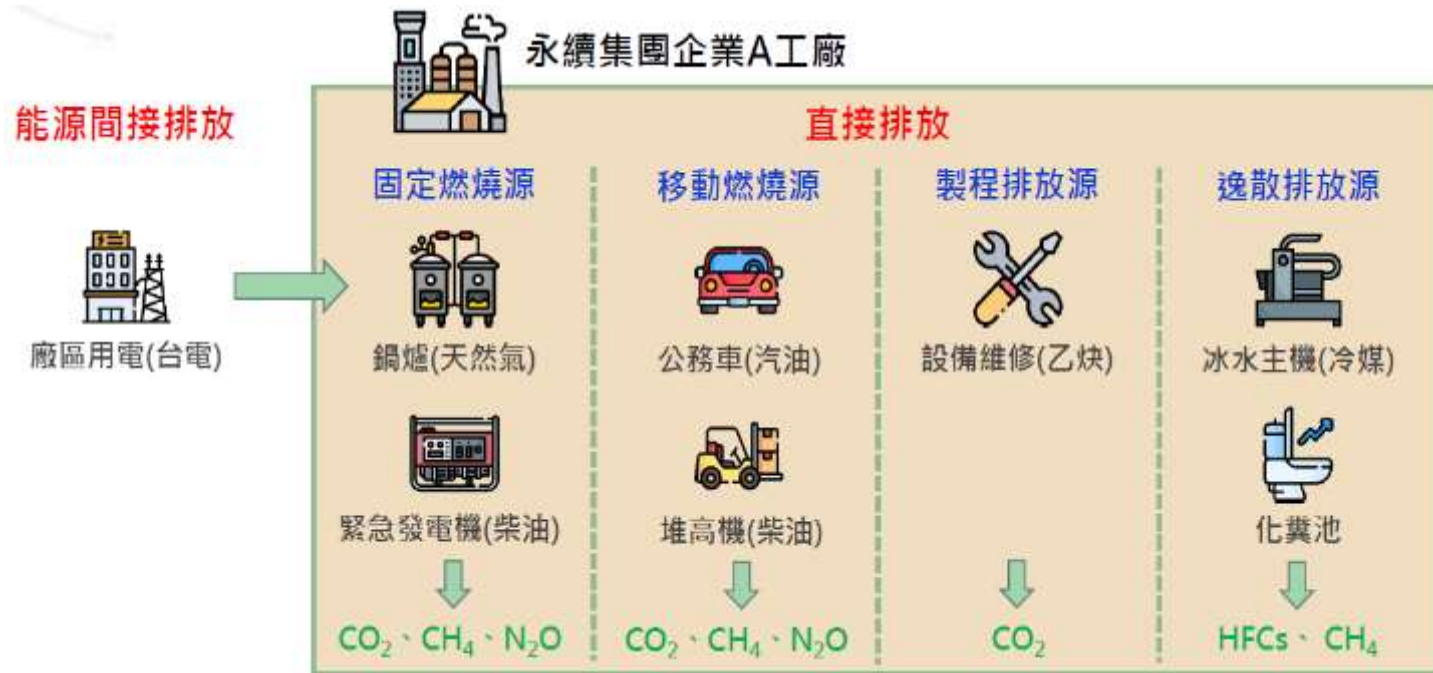 永續集團企業A工廠
能源間接排放
直接排放
固定燃燒源
移動燃燒源
製程排放源
逸散排放源
廠區用電(台電)
鍋爐(天然氣)
公務車(汽油)
設備維修(乙炔)
冰水主機(冷媒)
緊急發電機(柴油)
堆高機(柴油)
化糞池
CO₂、CH₄、N₂O
CO₂、CH₄、N₂O
CO₂
HFCs、CH₄